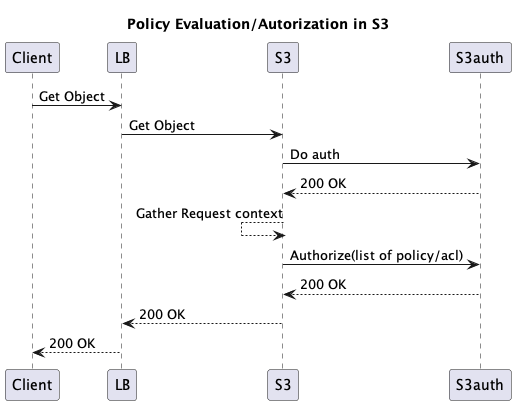 Policy Evaluation/Autorization in S3
Client LB S3 S3auth
Get Object
Get Object
Do auth
200 OK
Gather Request context
Authorize(list of policy/acl)
200 OK
200 OK
200 OK
Client LB S3 S3auth